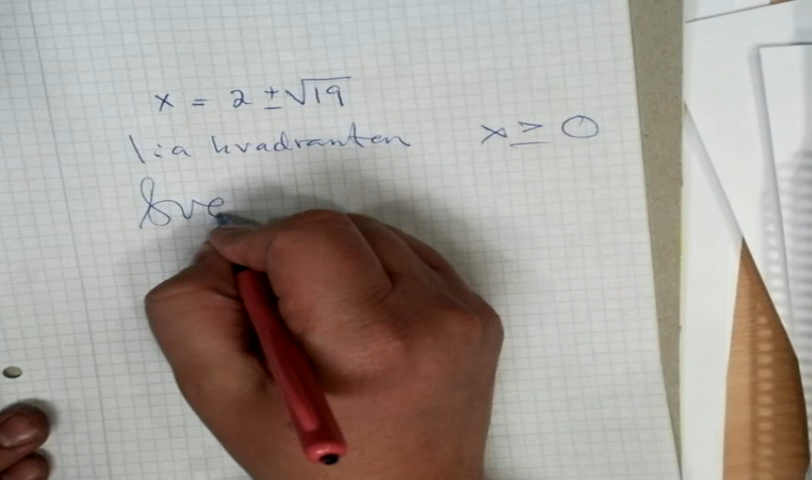 x = 2 ± √19
1:a kvadranten x ≥ 0
Sve